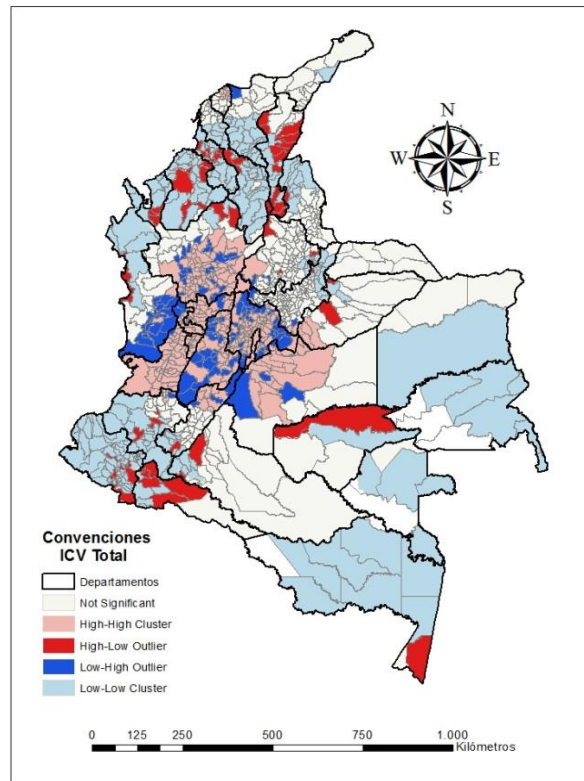 N
W E
S
Convenciones
ICV Total
Departamentos
Not Significant
High-High Cluster
High-Low Outlier
Low-High Outlier
Low-Low Cluster
0 125 250 500 750 1.000
Kilómetros